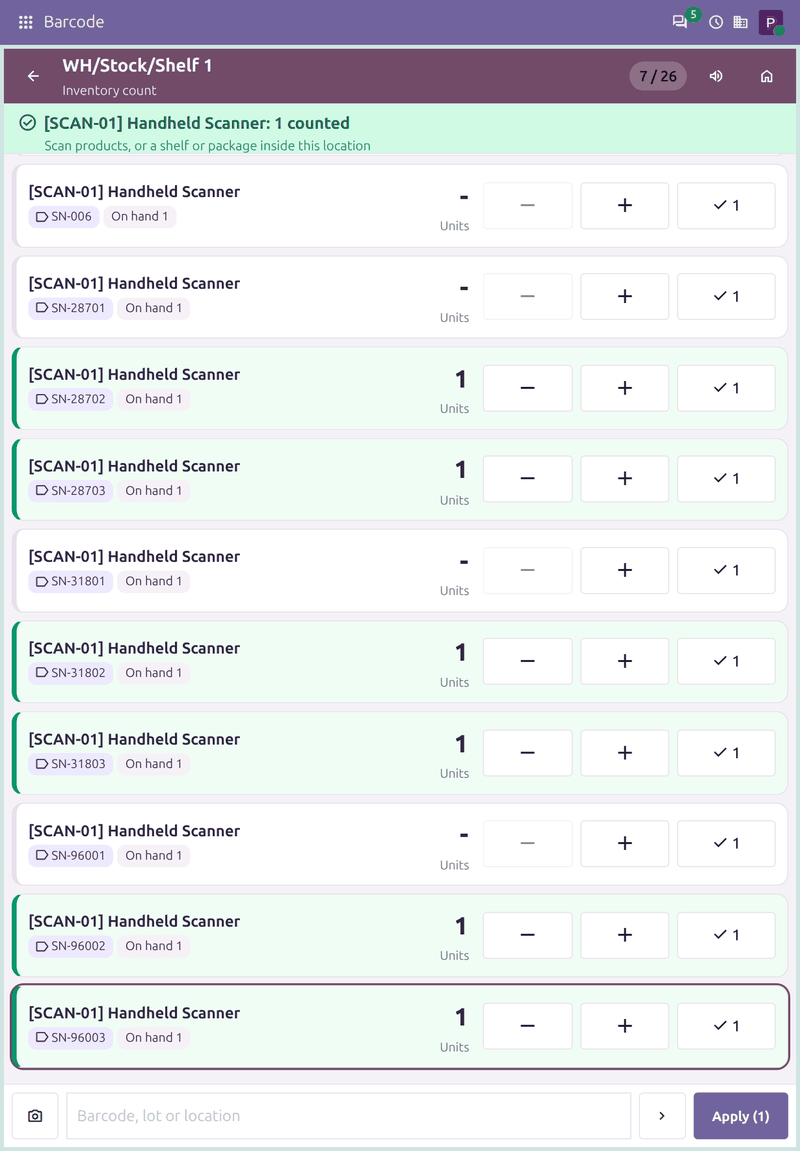 Barcode
5
P
WH/Stock/Shelf 1
Inventory count
7 / 26
[SCAN-01] Handheld Scanner: 1 counted
Scan products, or a shelf or package inside this location
[SCAN-01] Handheld Scanner
SN-006 On hand 1
-
Units
− + ✓ 1
[SCAN-01] Handheld Scanner
SN-28701 On hand 1
-
Units
− + ✓ 1
[SCAN-01] Handheld Scanner
SN-28702 On hand 1
1
Units
− + ✓ 1
[SCAN-01] Handheld Scanner
SN-28703 On hand 1
1
Units
− + ✓ 1
[SCAN-01] Handheld Scanner
SN-31801 On hand 1
-
Units
− + ✓ 1
[SCAN-01] Handheld Scanner
SN-31802 On hand 1
1
Units
− + ✓ 1
[SCAN-01] Handheld Scanner
SN-31803 On hand 1
1
Units
− + ✓ 1
[SCAN-01] Handheld Scanner
SN-96001 On hand 1
-
Units
− + ✓ 1
[SCAN-01] Handheld Scanner
SN-96002 On hand 1
1
Units
− + ✓ 1
[SCAN-01] Handheld Scanner
SN-96003 On hand 1
1
Units
− + ✓ 1
Barcode, lot or location
Apply (1)